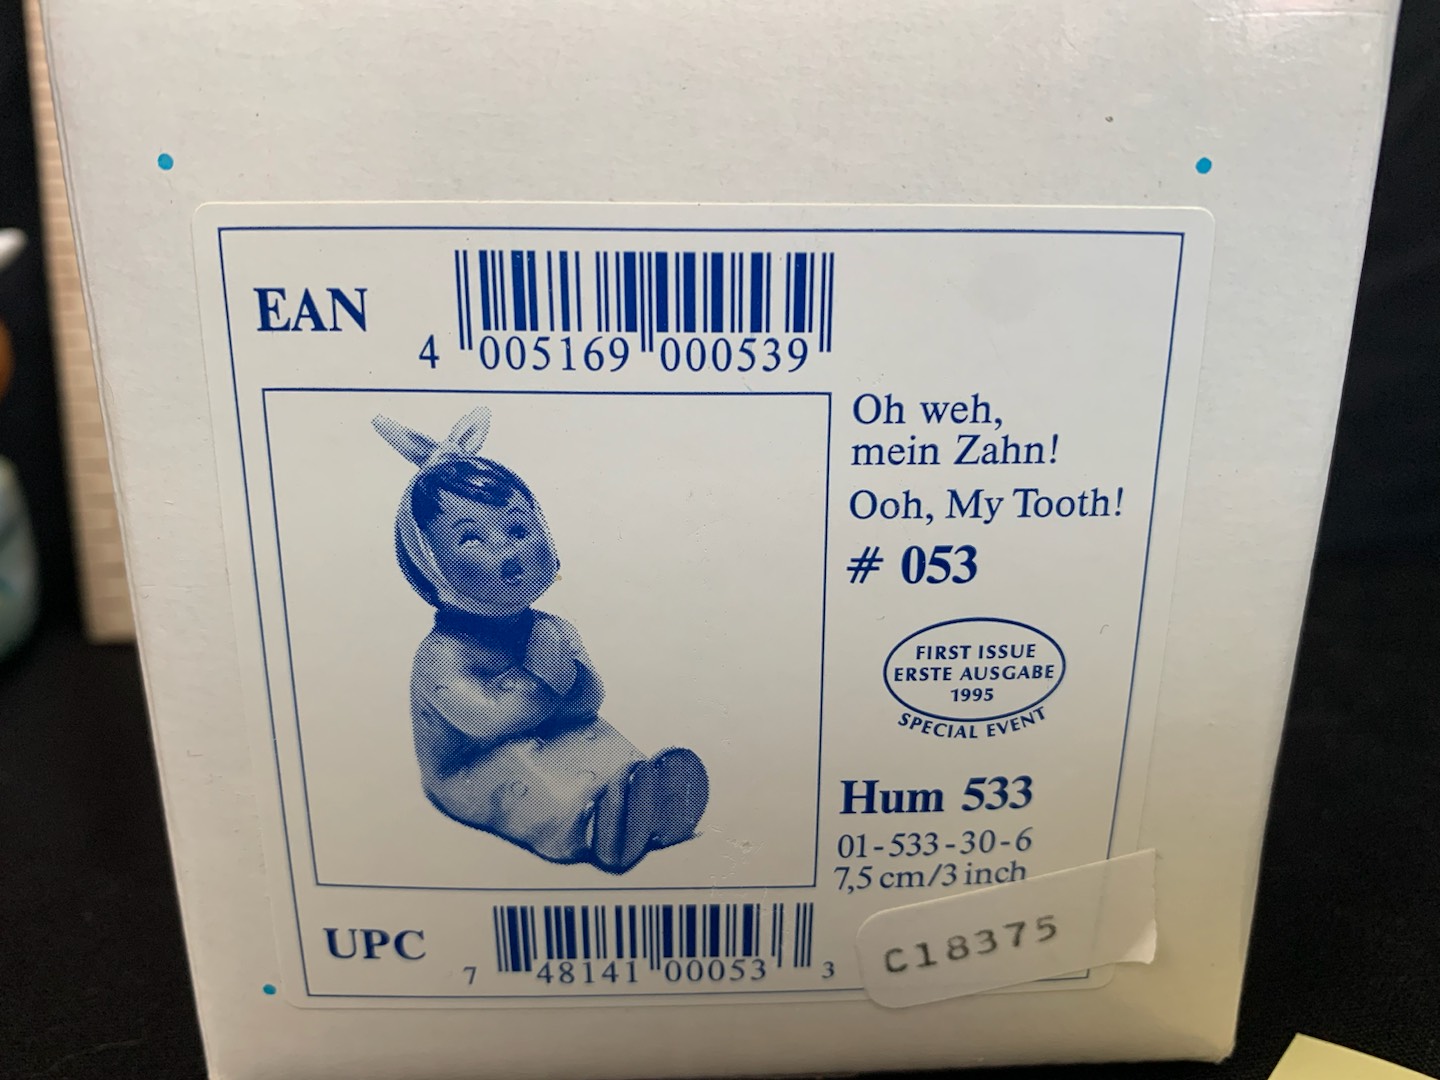 EAN
4 005169 000539
Oh weh,
mein Zahn!
Ooh, My Tooth!
# 053
FIRST ISSUE
ERSTE AUSGABE
1995
SPECIAL EVENT
Hum 533
01-533-30-6
7,5 cm/3 inch
UPC
7 48141 00053 3
C18375